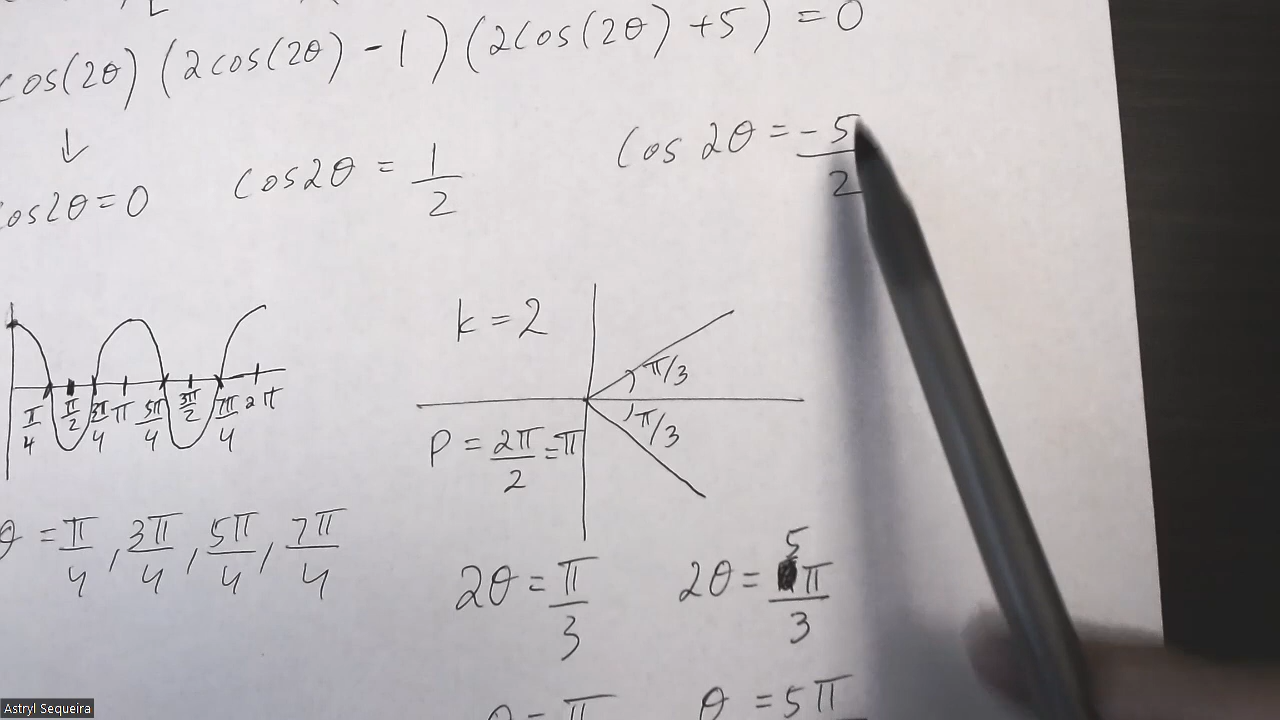 cos(2θ) (2cos(2θ) - 1) (2cos(2θ) + 5) = 0
↓
cos2θ = 0   cos2θ = 1/2   cos 2θ = -5/2
k = 2
π/3
π/4 π/2 3π/4 π 5π/4 3π/2 7π/4 2π
π/3
P = 2π/2 = π
θ = π/4, 3π/4, 5π/4, 7π/4
2θ = π/3   2θ = 5π/3
θ = π   θ = 5π
Astryl Sequeira